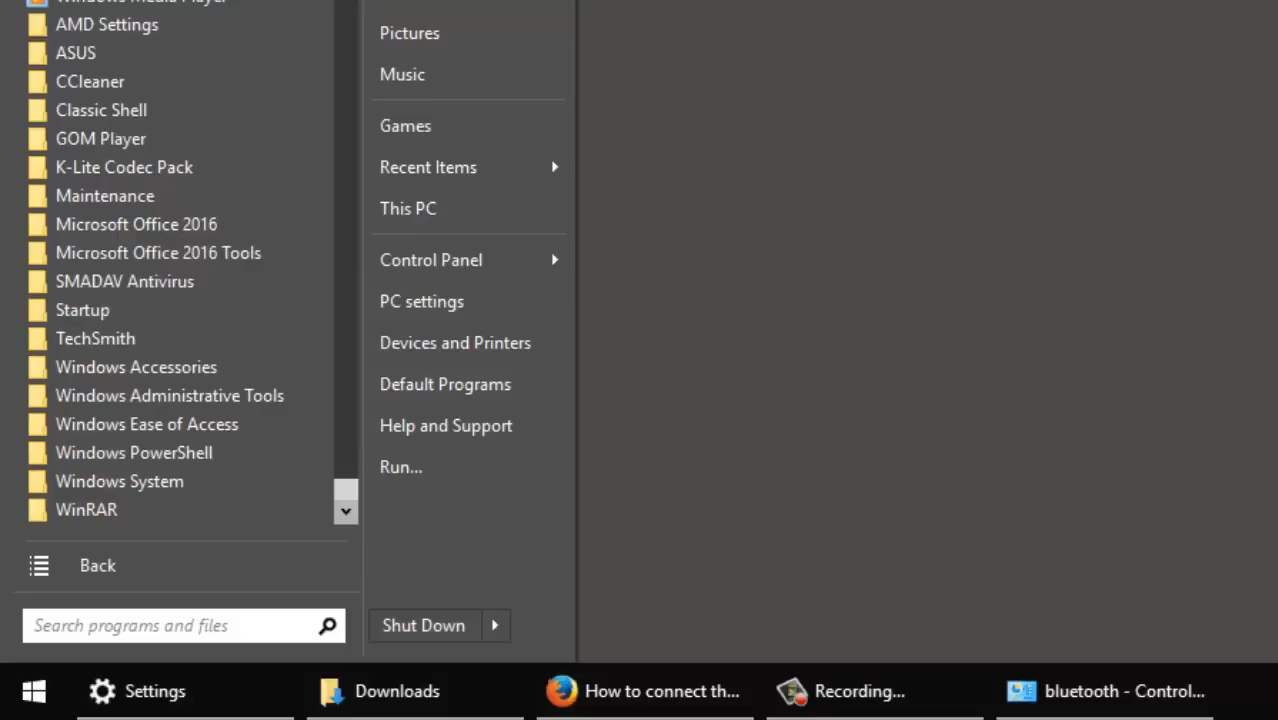 Windows Media Player
AMD Settings
ASUS
CCleaner
Classic Shell
GOM Player
K-Lite Codec Pack
Maintenance
Microsoft Office 2016
Microsoft Office 2016 Tools
SMADAV Antivirus
Startup
TechSmith
Windows Accessories
Windows Administrative Tools
Windows Ease of Access
Windows PowerShell
Windows System
WinRAR
Back
Search programs and files
Pictures
Music
Games
Recent Items
This PC
Control Panel
PC settings
Devices and Printers
Default Programs
Help and Support
Run...
Shut Down
Settings
Downloads
How to connect th...
Recording...
bluetooth - Control...